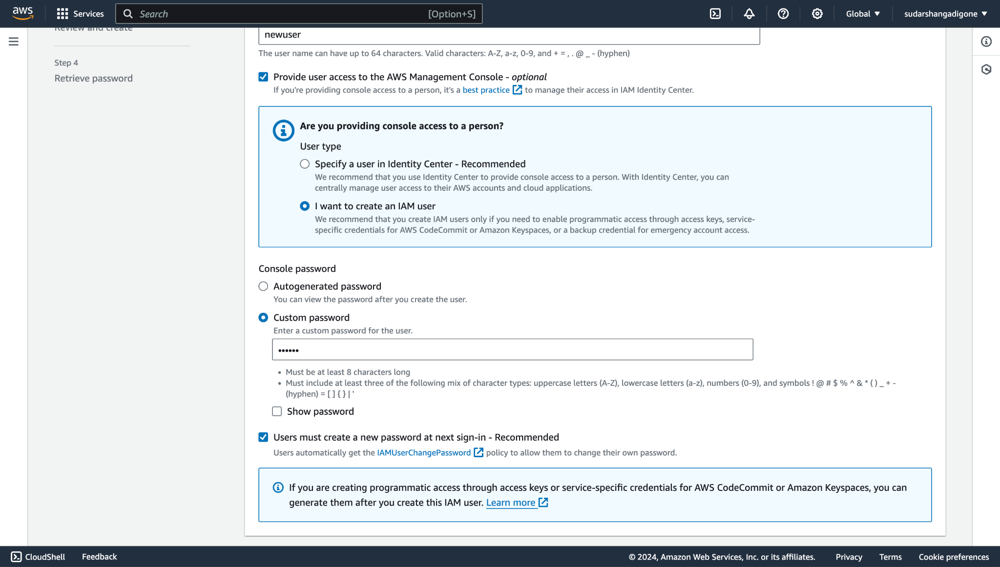 aws
Services
Search
[Option+S]
Global
sudarshangadigone
Review and create
Step 4
Retrieve password
newuser
The user name can have up to 64 characters. Valid characters: A-Z, a-z, 0-9, and + = , . @ _ - (hyphen)
Provide user access to the AWS Management Console - optional
If you're providing console access to a person, it's a best practice to manage their access in IAM Identity Center.
Are you providing console access to a person?
User type
Specify a user in Identity Center - Recommended
We recommend that you use Identity Center to provide console access to a person. With Identity Center, you can
centrally manage user access to their AWS accounts and cloud applications.
I want to create an IAM user
We recommend that you create IAM users only if you need to enable programmatic access through access keys, service-
specific credentials for AWS CodeCommit or Amazon Keyspaces, or a backup credential for emergency account access.
Console password
Autogenerated password
You can view the password after you create the user.
Custom password
Enter a custom password for the user.
••••••
• Must be at least 8 characters long
• Must include at least three of the following mix of character types: uppercase letters (A-Z), lowercase letters (a-z), numbers (0-9), and symbols ! @ # $ % ^ & * ( ) _ + -
(hyphen) = [ ] { } | '
Show password
Users must create a new password at next sign-in - Recommended
Users automatically get the IAMUserChangePassword policy to allow them to change their own password.
If you are creating programmatic access through access keys or service-specific credentials for AWS CodeCommit or Amazon Keyspaces, you can
generate them after you create this IAM user. Learn more
CloudShell
Feedback
© 2024, Amazon Web Services, Inc. or its affiliates.
Privacy
Terms
Cookie preferences